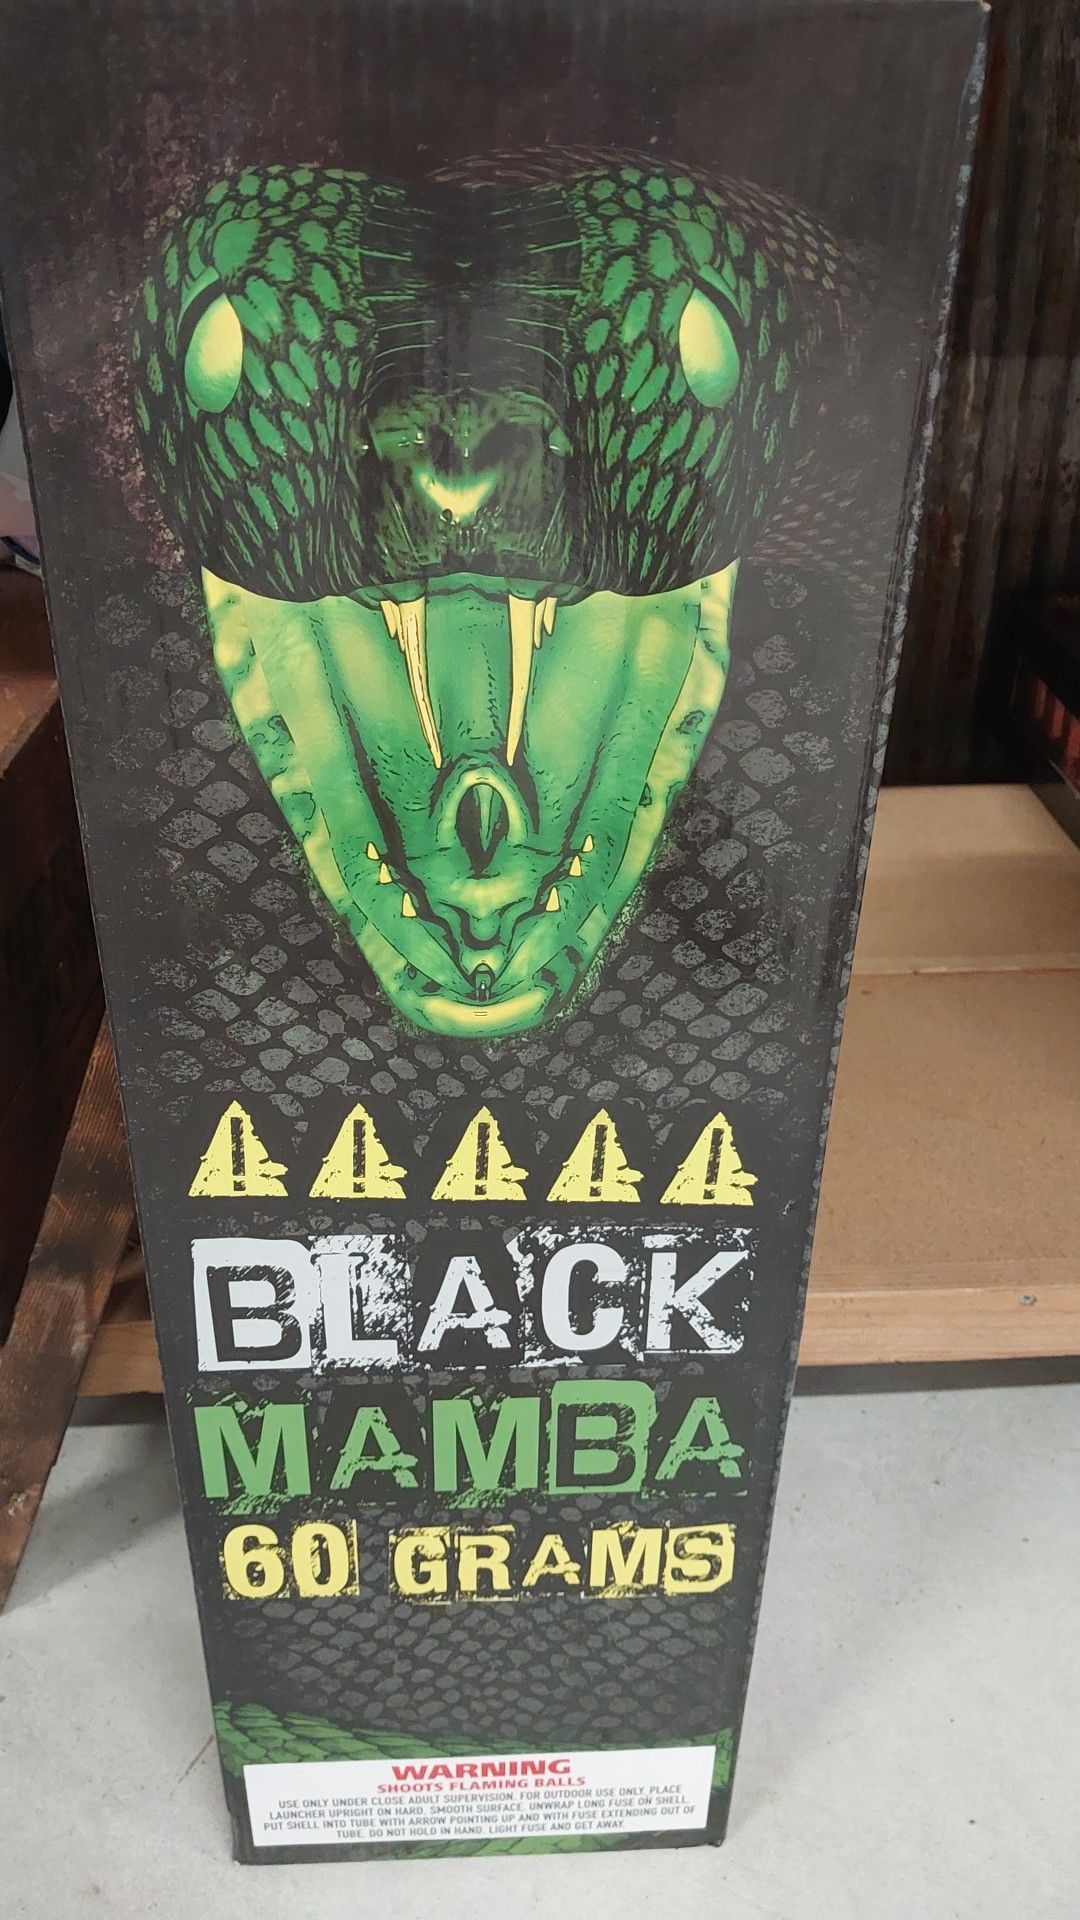 BLACK
MAMBA
60 GRAMS
WARNING
SHOOTS FLAMING BALLS
USE ONLY UNDER CLOSE ADULT SUPERVISION. FOR OUTDOOR USE ONLY. PLACE
LAUNCHER UPRIGHT ON HARD, SMOOTH SURFACE. UNWRAP LONG FUSE ON SHELL.
PUT SHELL INTO TUBE WITH ARROW POINTING UP AND WITH FUSE EXTENDING OUT OF
TUBE. DO NOT HOLD IN HAND. LIGHT FUSE AND GET AWAY.